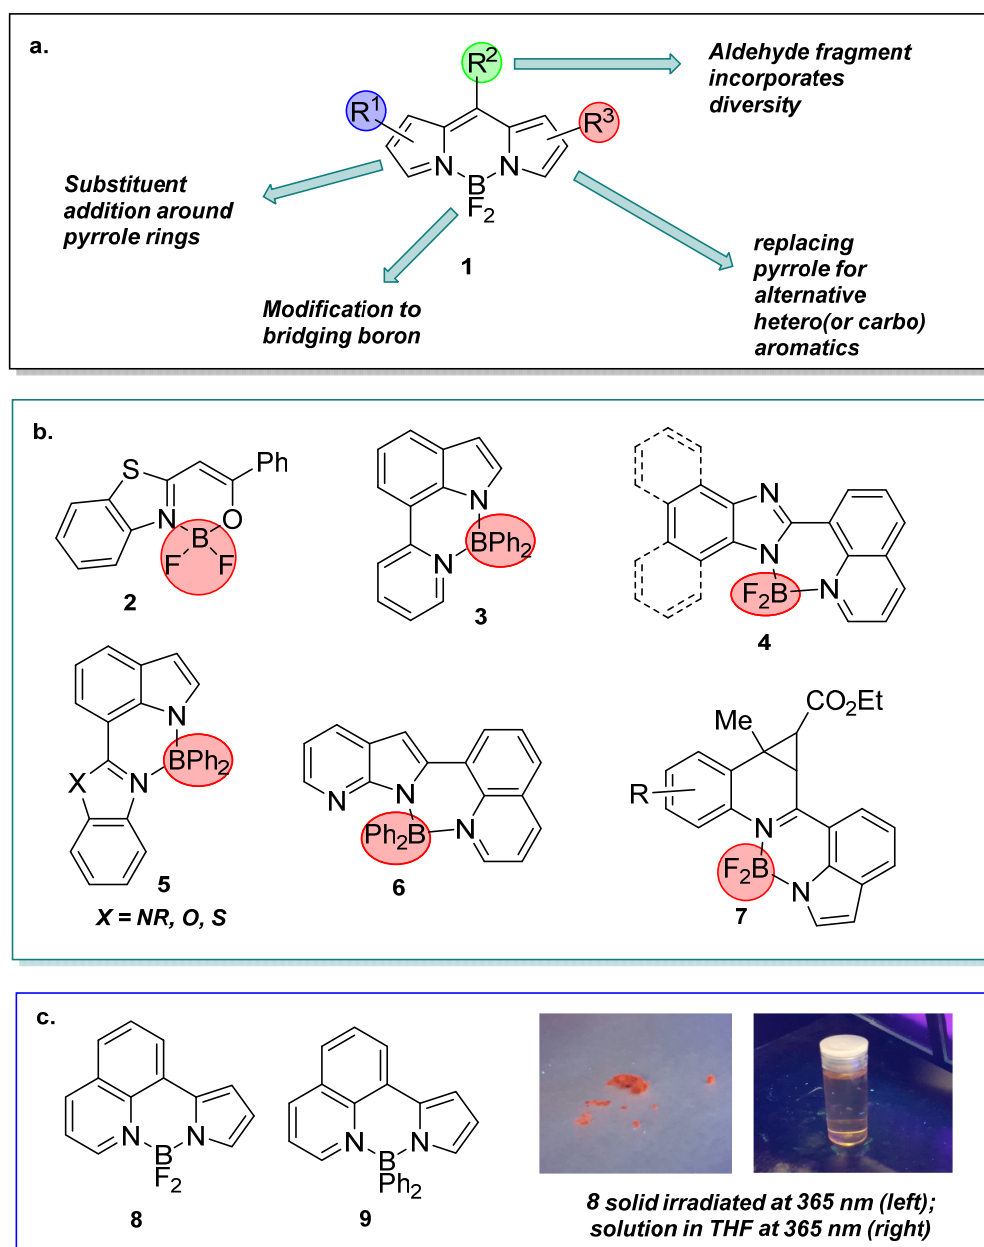 a.
R²
Aldehyde fragment
incorporates
diversity
R¹
R³
N
N
B
F₂
Substituent
addition around
pyrrole rings
1
Modification to
bridging boron
replacing
pyrrole for
alternative
hetero(or carbo)
aromatics
b.
S
Ph
N
O
B
F
F
2
N
BPh₂
N
3
N
N
F₂B
N
4
N
BPh₂
X
N
5
X = NR, O, S
N
N
Ph₂B
N
6
CO₂Et
Me
R
N
F₂B
N
7
c.
N
N
B
F₂
8
N
N
B
Ph₂
9
8 solid irradiated at 365 nm (left);
solution in THF at 365 nm (right)